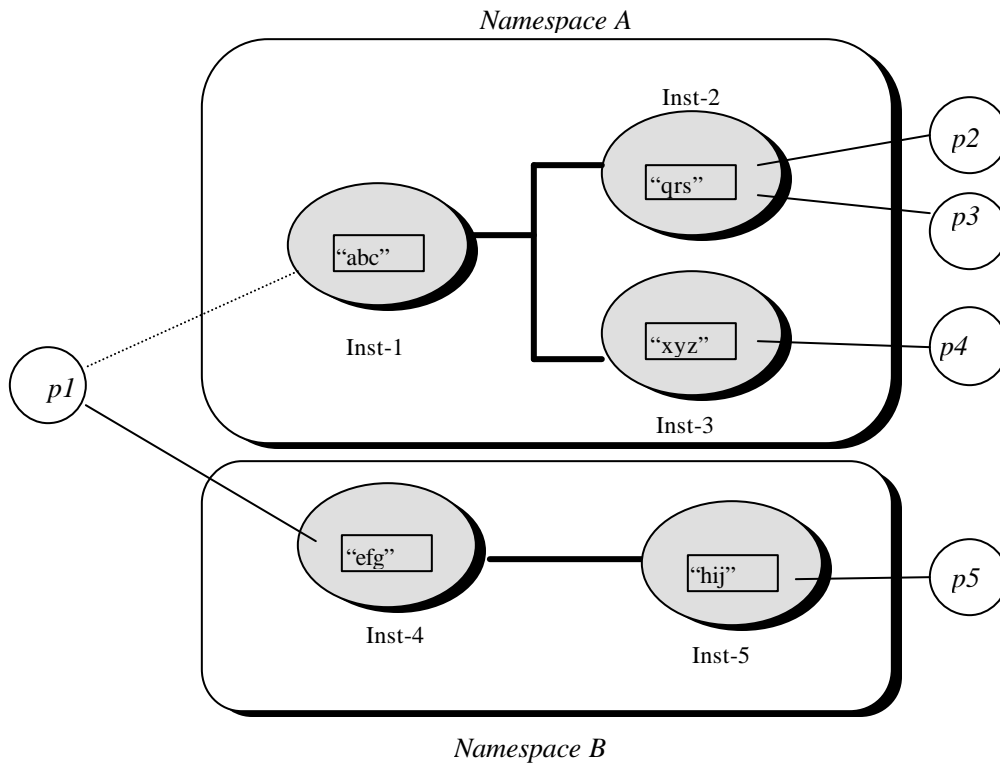 Namespace A
Inst-2
p2
“qrs”
p3
“abc”
Inst-1
“xyz”
p4
p1
Inst-3
“efg”
“hij”
p5
Inst-4
Inst-5
Namespace B